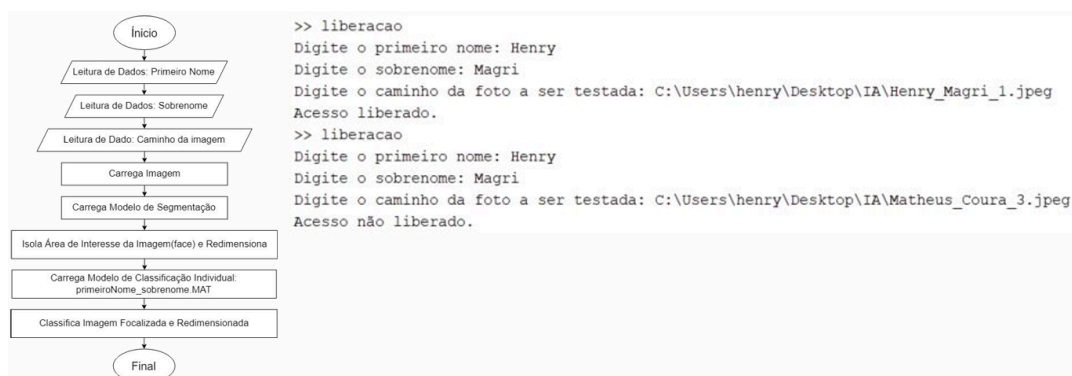 Ínicio
Leitura de Dados: Primeiro Nome
Leitura de Dados: Sobrenome
Leitura de Dado: Caminho da imagem
Carrega Imagem
Carrega Modelo de Segmentação
Isola Área de Interesse da Imagem(face) e Redimensiona
Carrega Modelo de Classificação Individual:
primeiroNome_sobrenome.MAT
Classifica Imagem Focalizada e Redimensionada
Final
>> liberacao
Digite o primeiro nome: Henry
Digite o sobrenome: Magri
Digite o caminho da foto a ser testada: C:\Users\henry\Desktop\IA\Henry_Magri_1.jpeg
Acesso liberado.
>> liberacao
Digite o primeiro nome: Henry
Digite o sobrenome: Magri
Digite o caminho da foto a ser testada: C:\Users\henry\Desktop\IA\Matheus_Coura_3.jpeg
Acesso não liberado.